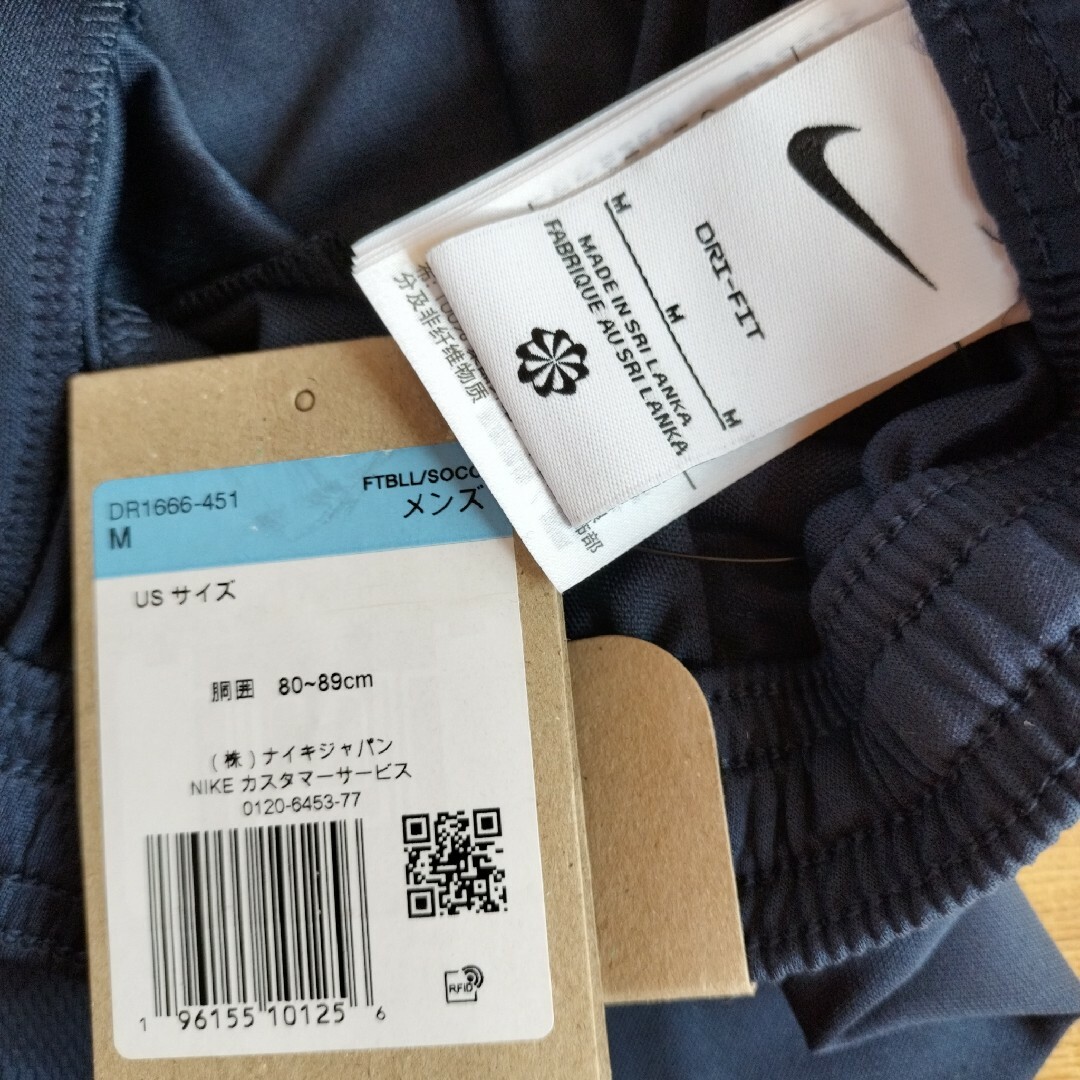 DRI-FIT
M
M
M
MADE IN SRI LANKA
FABRIQUE AU SRI LANKA
分及非纤维物质
DR1666-451
M
FTBLL/SOCC
メンズ
US サイズ
胴囲 80~89cm
(株)ナイキジャパン
NIKE カスタマーサービス
0120-6453-77
RFID
1 96155 10125 6